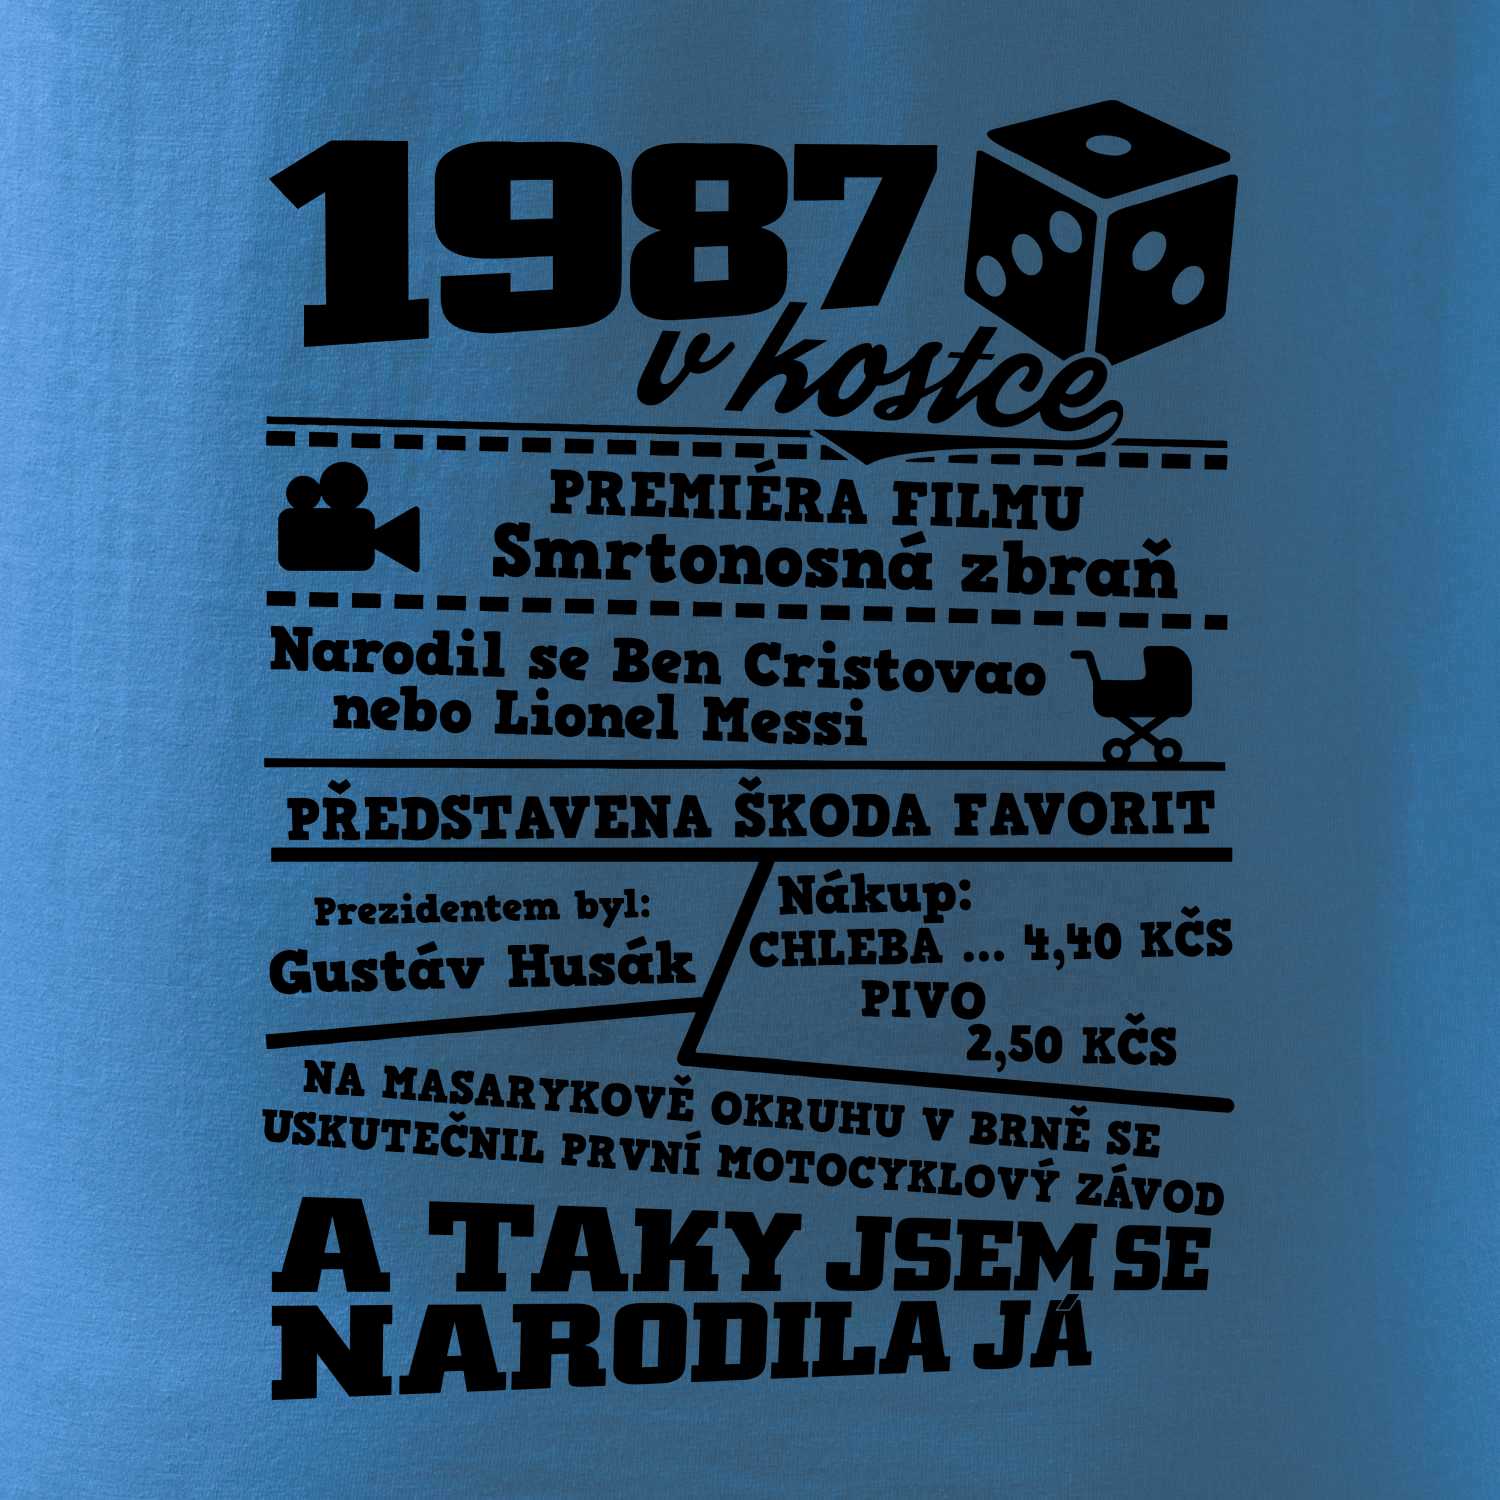 1987
v kostce
PREMIÉRA FILMU
Smrtonosná zbraň
Narodil se Ben Cristovao
nebo Lionel Messi
PŘEDSTAVENA ŠKODA FAVORIT
Prezidentem byl:
Gustáv Husák
Nákup:
CHLEBA ... 4,40 KČS
PIVO
2,50 KČS
NA MASARYKOVĚ OKRUHU V BRNĚ SE
USKUTEČNIL PRVNÍ MOTOCYKLOVÝ ZÁVOD
A TAKY JSEM SE
NARODILA JÁ